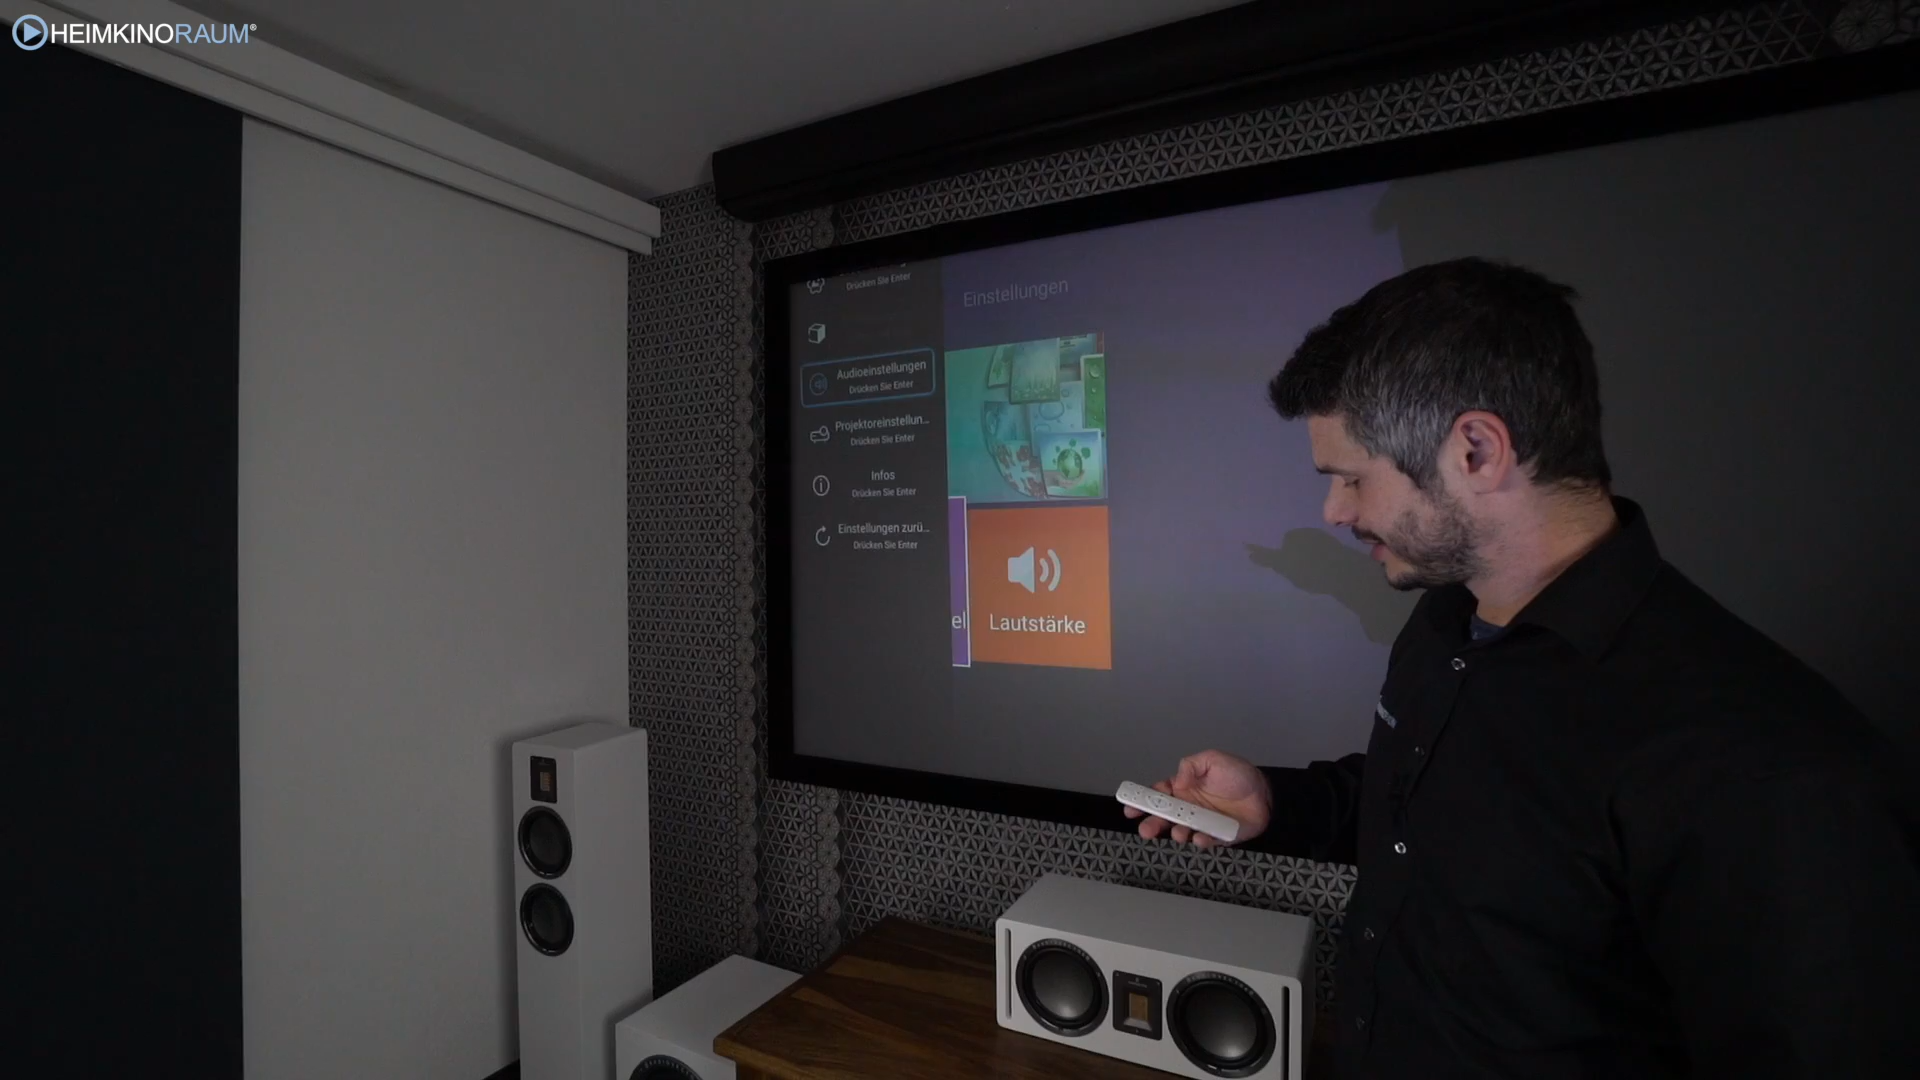 HEIMKINORAUM®
Drücken Sie Enter
Einstellungen
Audioeinstellungen
Drücken Sie Enter
Projektoreinstellun...
Drücken Sie Enter
Infos
Drücken Sie Enter
Einstellungen zurü...
Drücken Sie Enter
el
Lautstärke